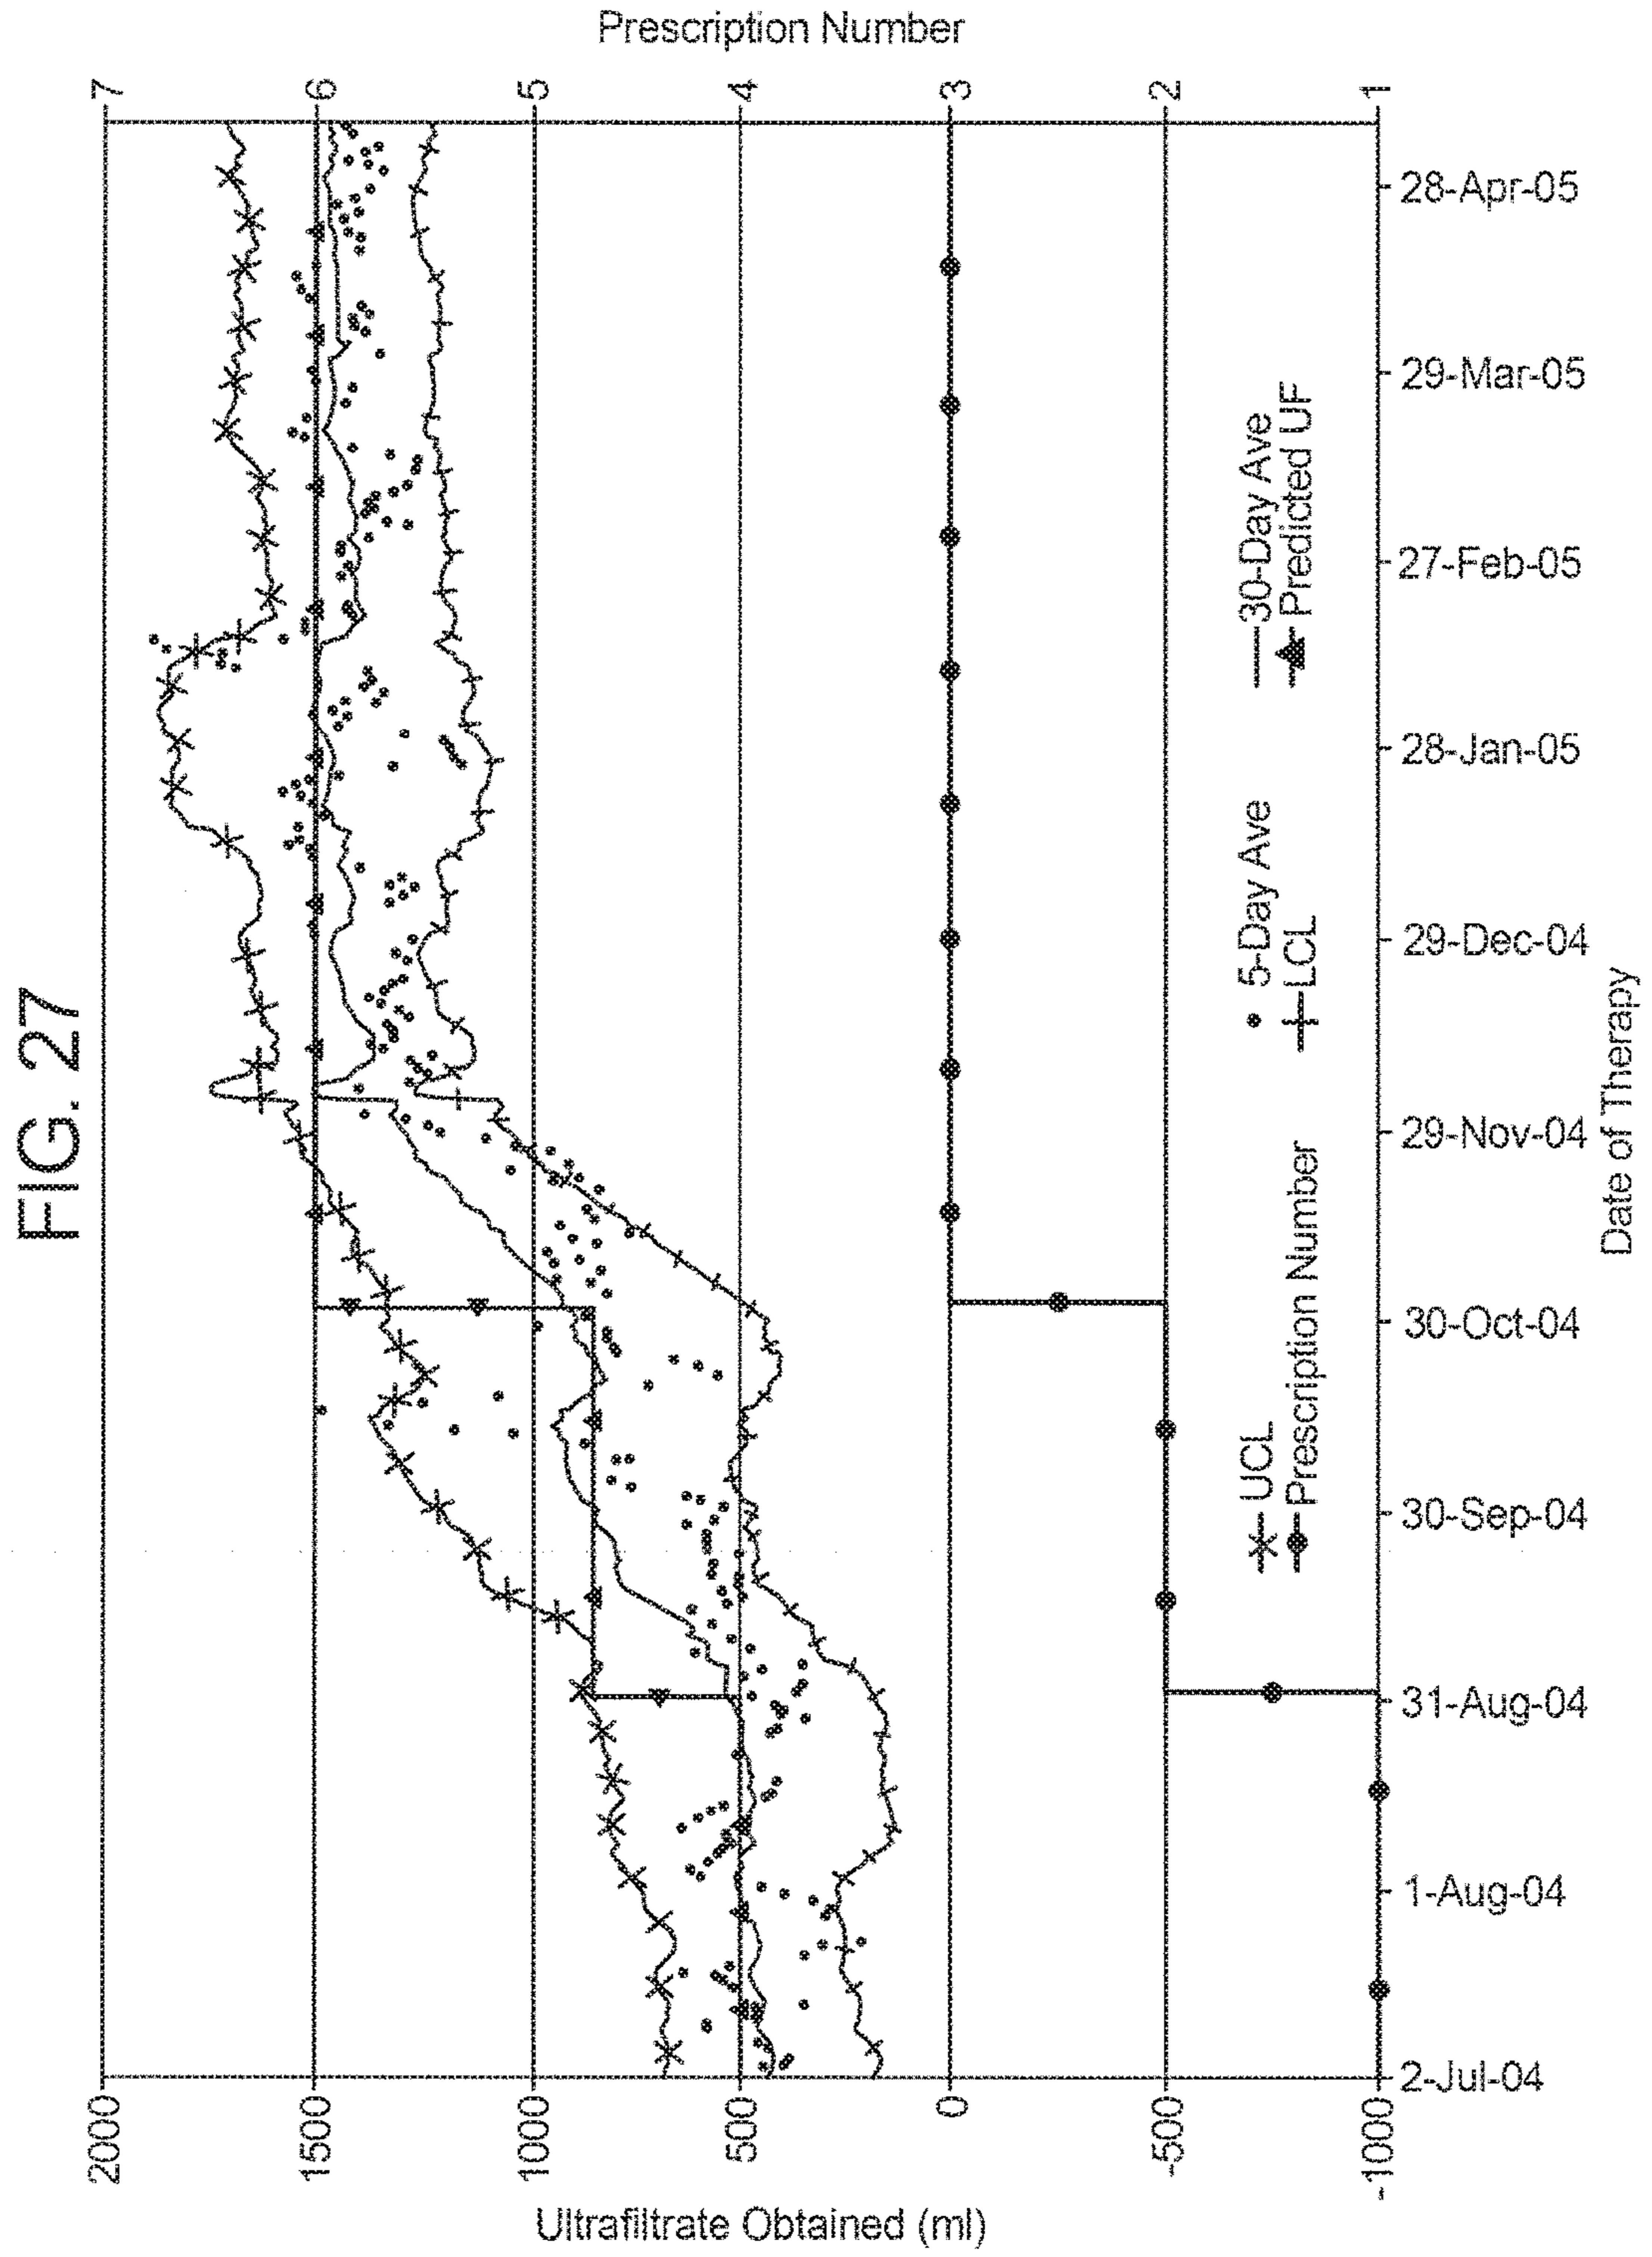 FIG. 27
Ultrafiltrate Obtained (ml)
2000
1500
1000
500
0
-500
-1000
Prescription Number
7
6
5
4
3
2
1
UCL
5-Day Ave
30-Day Ave
Prescription Number
LCL
Predicted UF
2-Jul-04
1-Aug-04
31-Aug-04
30-Sep-04
30-Oct-04
29-Nov-04
29-Dec-04
28-Jan-05
27-Feb-05
29-Mar-05
28-Apr-05
Date of Therapy